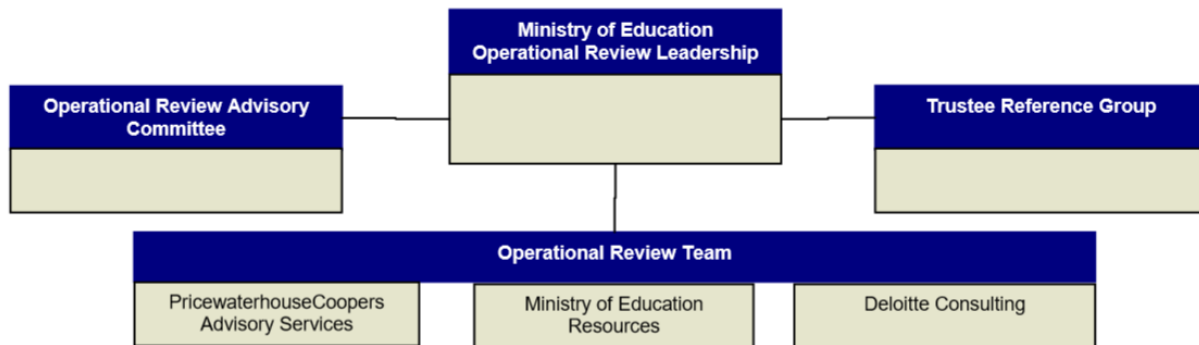 Ministry of Education
Operational Review Leadership
Operational Review Advisory
Committee
Trustee Reference Group
Operational Review Team
PricewaterhouseCoopers
Advisory Services
Ministry of Education
Resources
Deloitte Consulting